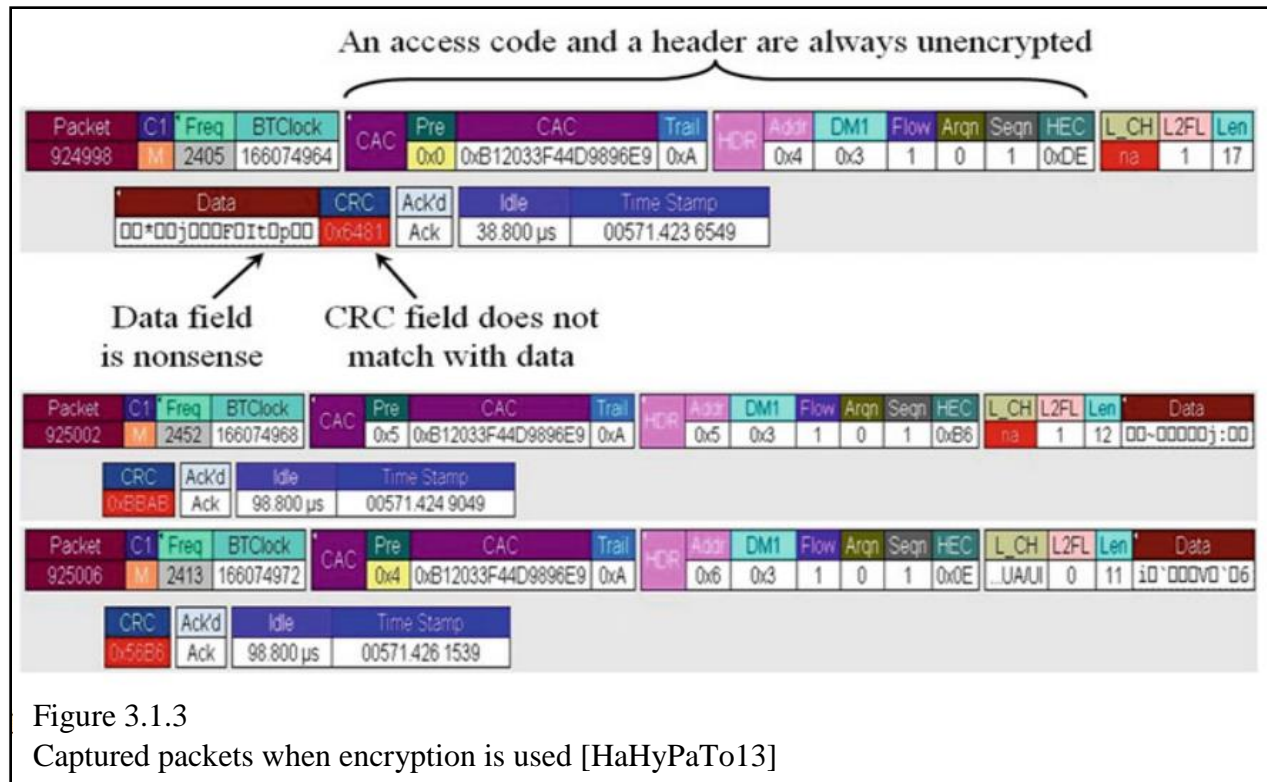 An access code and a header are always unencrypted
Packet C1 Freq BTClock CAC Pre CAC Trail HDR Addr DM1 Flow Arqn Seqn HEC L_CH L2FL Len
924998 M 2405 166074964 0x0 0xB12033F44D9896E9 0xA 0x4 0x3 1 0 1 0xDE na 1 17
Data CRC Ack'd Idle Time Stamp
□□*□□j□□□F□It□p□□ 0x6481 Ack 38.800 µs 00571.423 6549
Data field CRC field does not
is nonsense match with data
Packet C1 Freq BTClock CAC Pre CAC Trail HDR Addr DM1 Flow Arqn Seqn HEC L_CH L2FL Len Data
925002 M 2452 166074968 0x5 0xB12033F44D9896E9 0xA 0x5 0x3 1 0 1 0xB6 na 1 12 □□~□□□□□j:□□
CRC Ack'd Idle Time Stamp
0xBBAB Ack 98.800 µs 00571.424 9049
Packet C1 Freq BTClock CAC Pre CAC Trail HDR Addr DM1 Flow Arqn Seqn HEC L_CH L2FL Len Data
925006 M 2413 166074972 0x4 0xB12033F44D9896E9 0xA 0x6 0x3 1 0 1 0x0E ...UA/UI 0 11 i□`□□□V□`□6
CRC Ack'd Idle Time Stamp
0x56B6 Ack 98.800 µs 00571.426 1539
Figure 3.1.3
Captured packets when encryption is used [HaHyPaTo13]